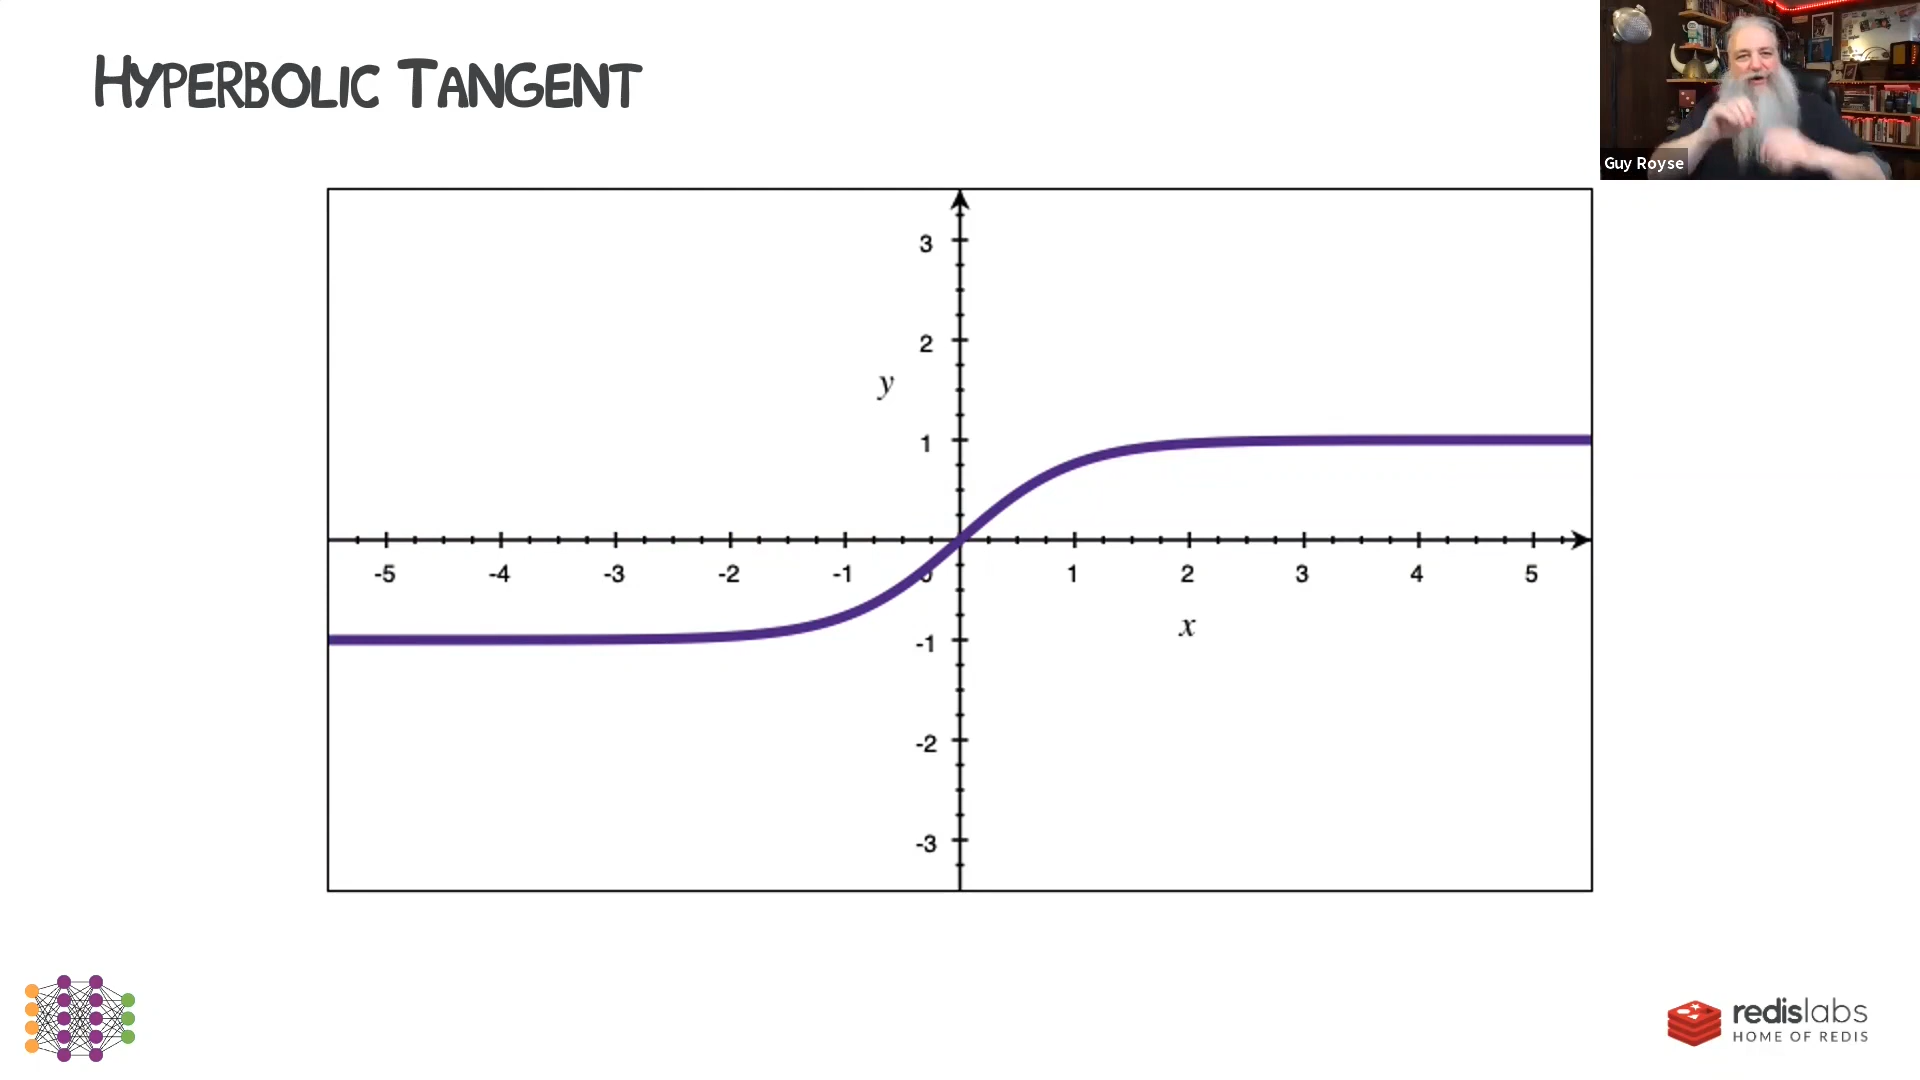 HYPERBOLIC TANGENT
Guy Royse
3
2
y
1
-5 -4 -3 -2 -1 0 1 2 3 4 5
x
-1
-2
-3
redislabs
HOME OF REDIS